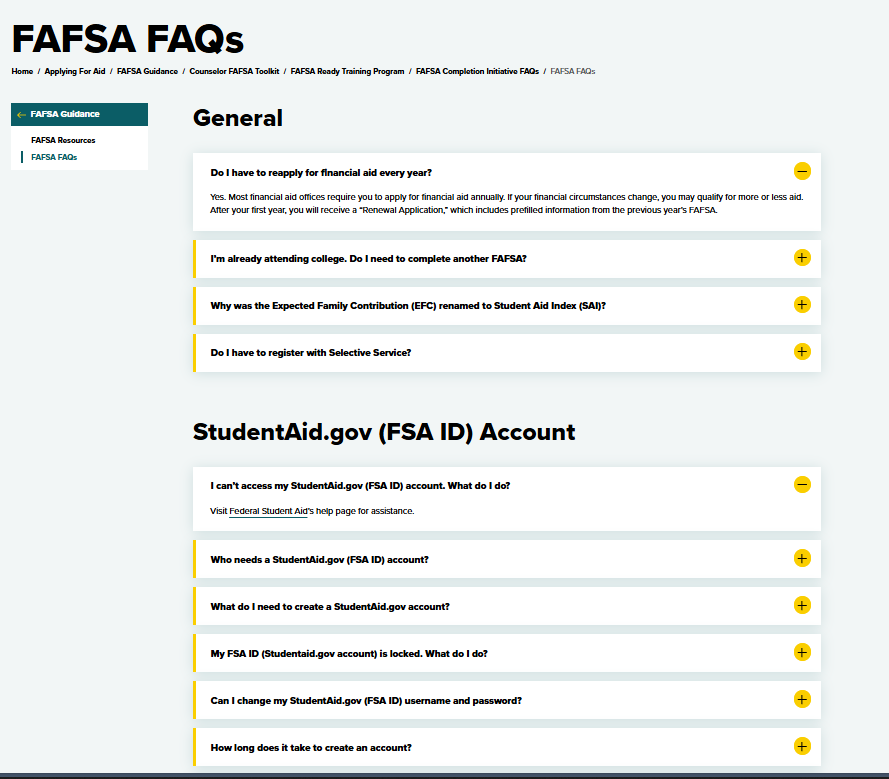 FAFSA FAQs
Home / Applying For Aid / FAFSA Guidance / Counselor FAFSA Toolkit / FAFSA Ready Training Program / FAFSA Completion Initiative FAQs / FAFSA FAQs
FAFSA Guidance
FAFSA Resources
FAFSA FAQs
General
Do I have to reapply for financial aid every year?
Yes. Most financial aid offices require you to apply for financial aid annually. If your financial circumstances change, you may qualify for more or less aid.
After your first year, you will receive a “Renewal Application,” which includes prefilled information from the previous year’s FAFSA.
I’m already attending college. Do I need to complete another FAFSA?
Why was the Expected Family Contribution (EFC) renamed to Student Aid Index (SAI)?
Do I have to register with Selective Service?
StudentAid.gov (FSA ID) Account
I can’t access my StudentAid.gov (FSA ID) account. What do I do?
Visit Federal Student Aid’s help page for assistance.
Who needs a StudentAid.gov (FSA ID) account?
What do I need to create a StudentAid.gov account?
My FSA ID (Studentaid.gov account) is locked. What do I do?
Can I change my StudentAid.gov (FSA ID) username and password?
How long does it take to create an account?